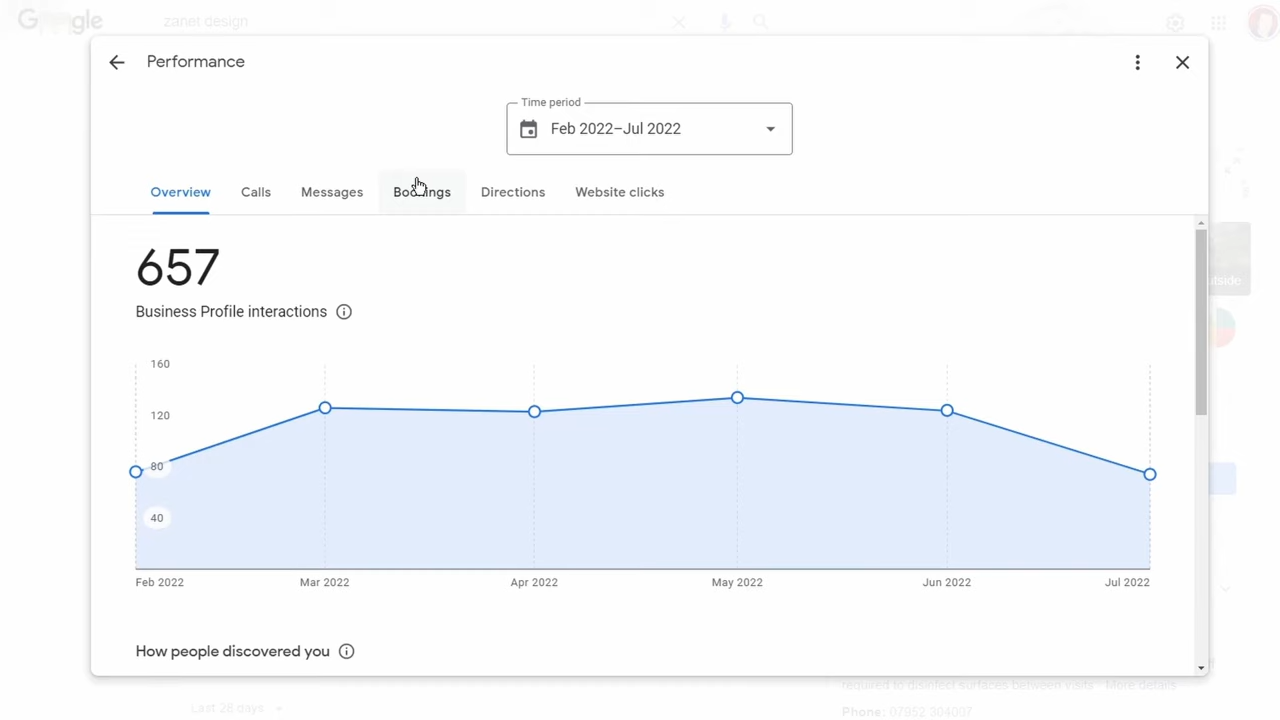 Google zanet design
Performance
Time period
Feb 2022–Jul 2022
Overview Calls Messages Bookings Directions Website clicks
657
Business Profile interactions
160
120
80
40
Feb 2022 Mar 2022 Apr 2022 May 2022 Jun 2022 Jul 2022
How people discovered you
required to disinfect surfaces between visits · More details
Last 28 days
Phone: 07952 304007